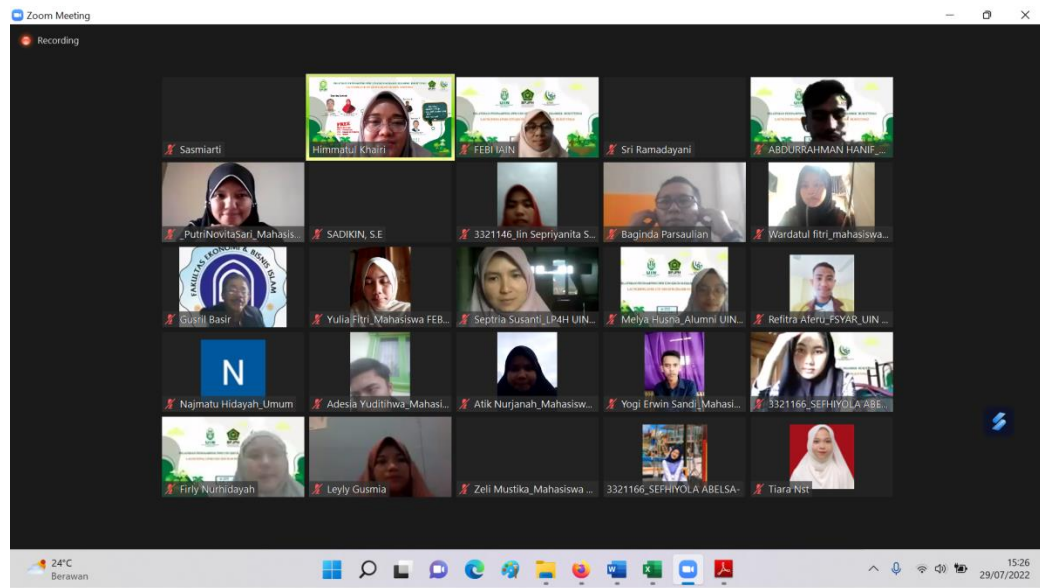 Zoom Meeting
Recording
Sasmiarti
Himmatul Khairi
FEBI IAIN
Sri Ramadayani
ABDURRAHMAN HANIF_...
_PutriNovitaSari_Mahasis...
SADIKIN, S.E
3321146_Iin Sepriyanita S...
Baginda Parsaulian
Wardatul fitri_mahasiswa...
FAKULTAS EKONOMI & BISNIS ISLAM
Gusril Basir
Yulia Fitri_Mahasiswa FEB...
Septria Susanti_LP4H UIN...
Melya Husna_Alumni UIN...
Refitra Aferu_FSYAR_UIN ...
N
Najmatu Hidayah_Umum
Adesia Yuditihwa_Mahasi...
Atik Nurjanah_Mahasisw...
Yogi Erwin Sandi_Mahasi...
3321166_SEFHIYOLA ABE...
Firly Nurhidayah
Leyly Gusmia
Zeli Mustika_Mahasiswa ...
3321166_SEFHIYOLA ABELSA-
Tiara Nst
24°C
Berawan
15:26
29/07/2022